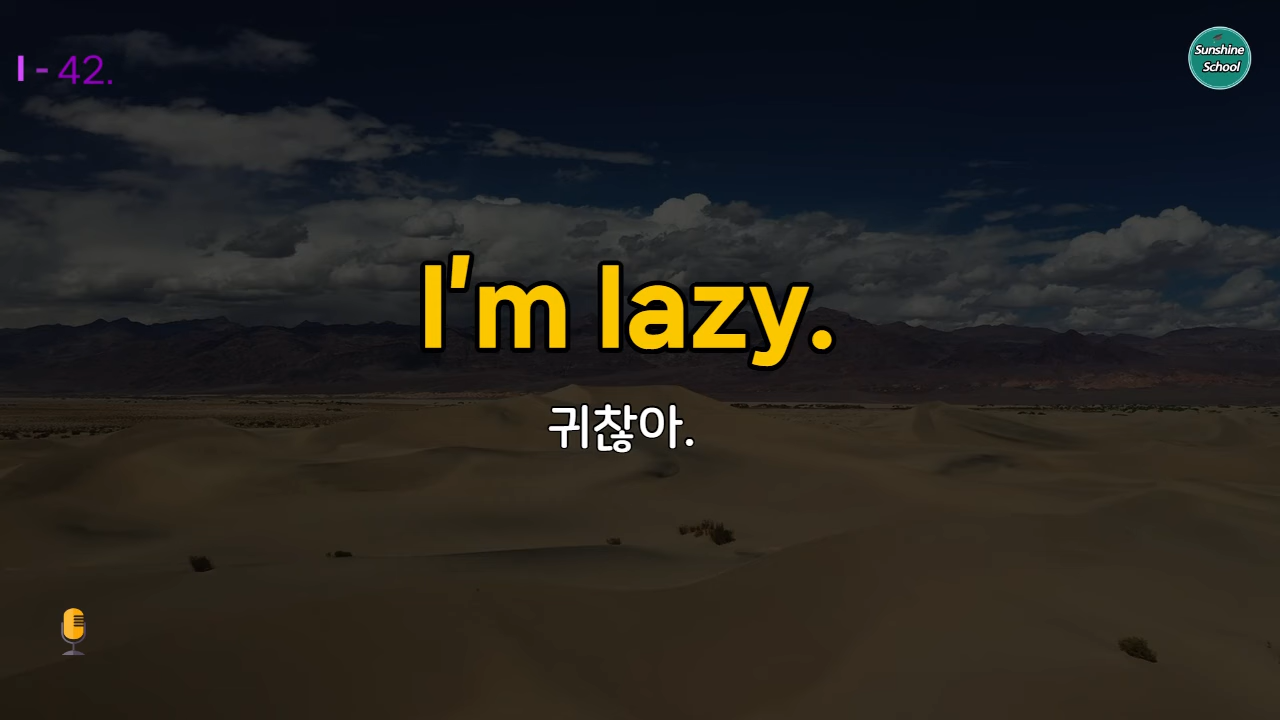 I - 42.
Sunshine
School
I'm lazy.
귀찮아.